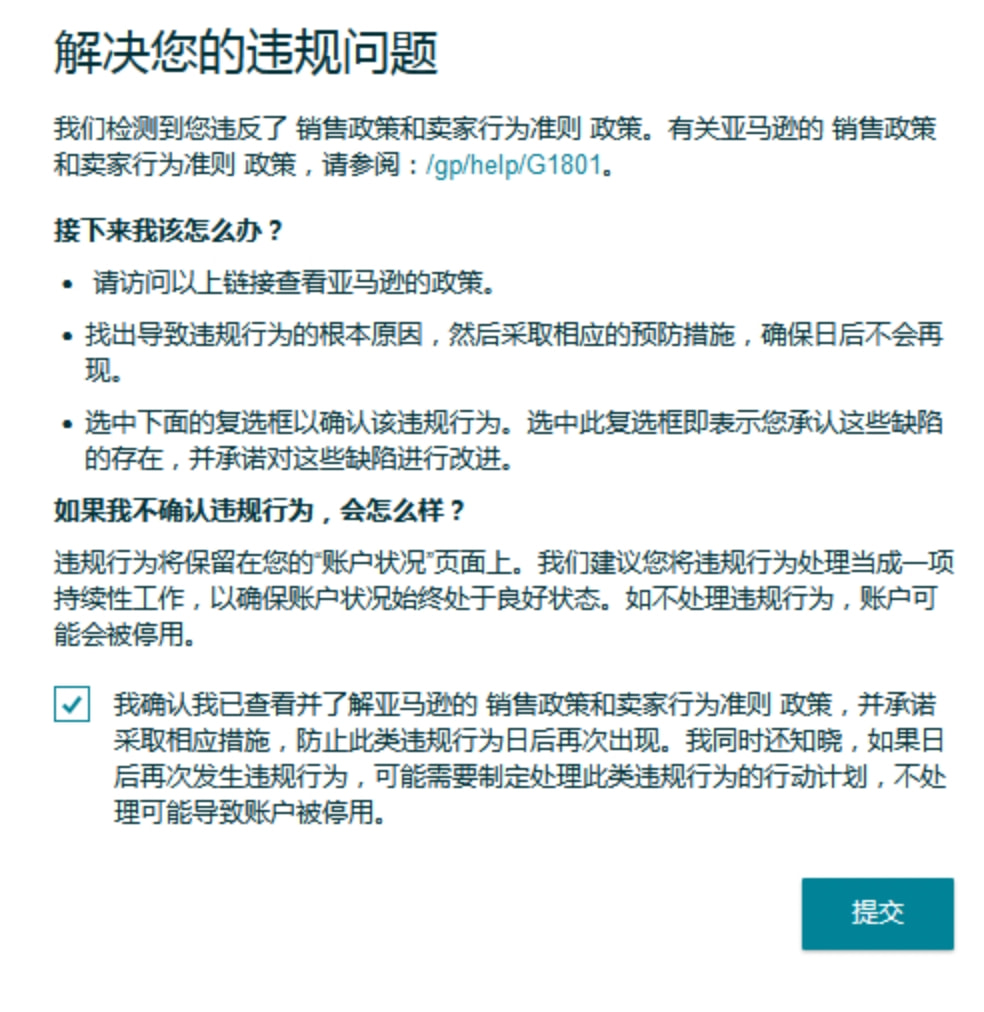 解决您的违规问题
我们检测到您违反了 销售政策和卖家行为准则 政策。有关亚马逊的 销售政策
和卖家行为准则 政策，请参阅：/gp/help/G1801。
接下来我该怎么办？
• 请访问以上链接查看亚马逊的政策。
• 找出导致违规行为的根本原因，然后采取相应的预防措施，确保日后不会再
现。
• 选中下面的复选框以确认该违规行为。选中此复选框即表示您承认这些缺陷
的存在，并承诺对这些缺陷进行改进。
如果我不确认违规行为，会怎么样？
违规行为将保留在您的“账户状况”页面上。我们建议您将违规行为处理当成一项
持续性工作，以确保账户状况始终处于良好状态。如不处理违规行为，账户可
能会被停用。
我确认我已查看并了解亚马逊的 销售政策和卖家行为准则 政策，并承诺
采取相应措施，防止此类违规行为日后再次出现。我同时还知晓，如果日
后再次发生违规行为，可能需要制定处理此类违规行为的行动计划，不处
理可能导致账户被停用。
提交